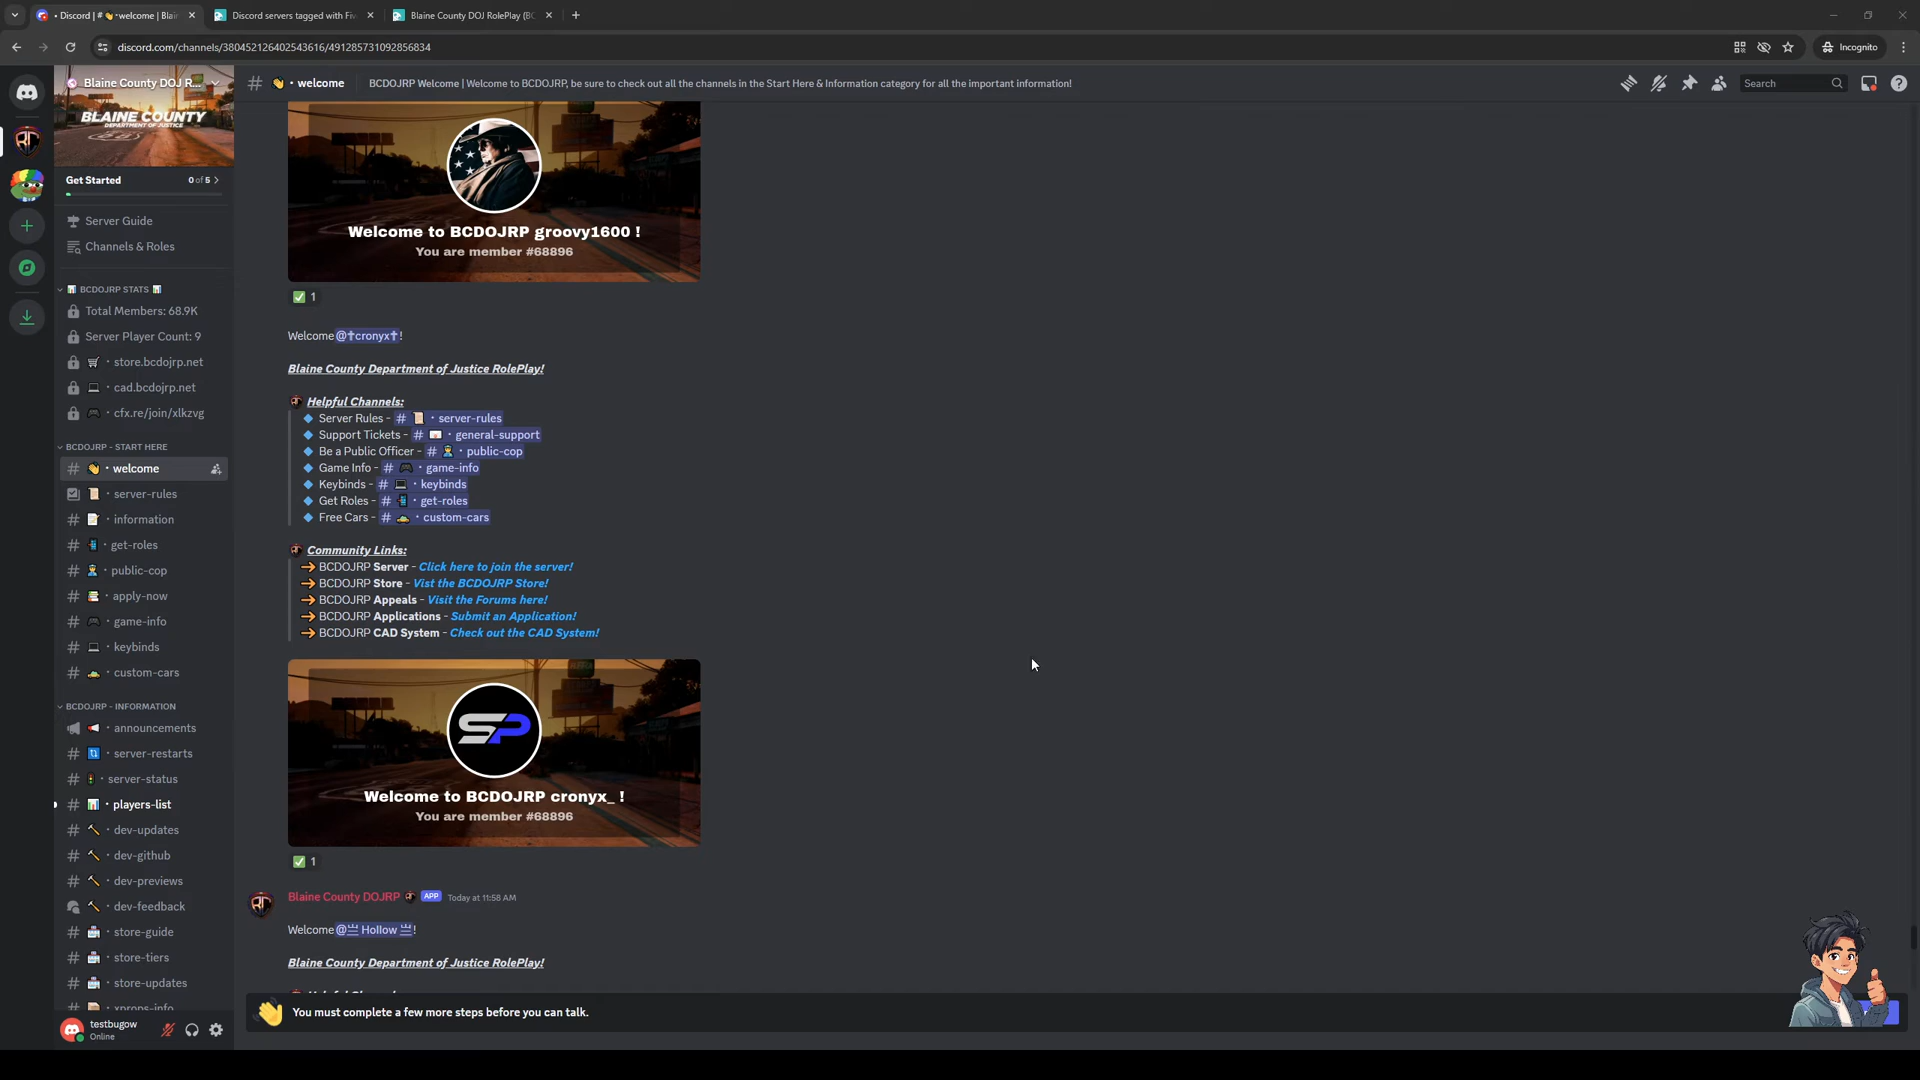 • Discord | # 👋・welcome | Blai
Discord servers tagged with Fiv
Blaine County DOJ RolePlay (BC
discord.com/channels/380452126402543616/491285731092856834
Incognito
Blaine County DOJ R...
BLAINE COUNTY
DEPARTMENT OF JUSTICE
Get Started
0 of 5
Server Guide
Channels & Roles
📊 BCDOJRP STATS 📊
Total Members: 68.9K
Server Player Count: 9
🛒・store.bcdojrp.net
💻・cad.bcdojrp.net
🎮・cfx.re/join/xlkzvg
BCDOJRP - START HERE
👋・welcome
📜・server-rules
📝・information
📱・get-roles
👮・public-cop
📚・apply-now
🎮・game-info
💻・keybinds
🚕・custom-cars
BCDOJRP - INFORMATION
📢・announcements
🔃・server-restarts
🚦・server-status
📊・players-list
🔨・dev-updates
🔨・dev-github
🔨・dev-previews
🔨・dev-feedback
🏪・store-guide
🏪・store-tiers
🏪・store-updates
📦・xprops-info
testbugow
Online
# 👋・welcome
BCDOJRP Welcome | Welcome to BCDOJRP, be sure to check out all the channels in the Start Here & Information category for all the important information!
Search
Welcome to BCDOJRP groovy1600 !
You are member #68896
✅ 1
Welcome @✝cronyx✝!
Blaine County Department of Justice RolePlay!
Helpful Channels:
🔹 Server Rules - # 📜・server-rules
🔹 Support Tickets - # 📩・general-support
🔹 Be a Public Officer - # 👮・public-cop
🔹 Game Info - # 🎮・game-info
🔹 Keybinds - # 💻・keybinds
🔹 Get Roles - # 📱・get-roles
🔹 Free Cars - # 🚕・custom-cars
Community Links:
BCDOJRP Server - Click here to join the server!
BCDOJRP Store - Vist the BCDOJRP Store!
BCDOJRP Appeals - Visit the Forums here!
BCDOJRP Applications - Submit an Application!
BCDOJRP CAD System - Check out the CAD System!
SP
Welcome to BCDOJRP cronyx_ !
You are member #68896
✅ 1
Blaine County DOJRP APP Today at 11:58 AM
Welcome @亗 Hollow 亗!
Blaine County Department of Justice RolePlay!
You must complete a few more steps before you can talk.